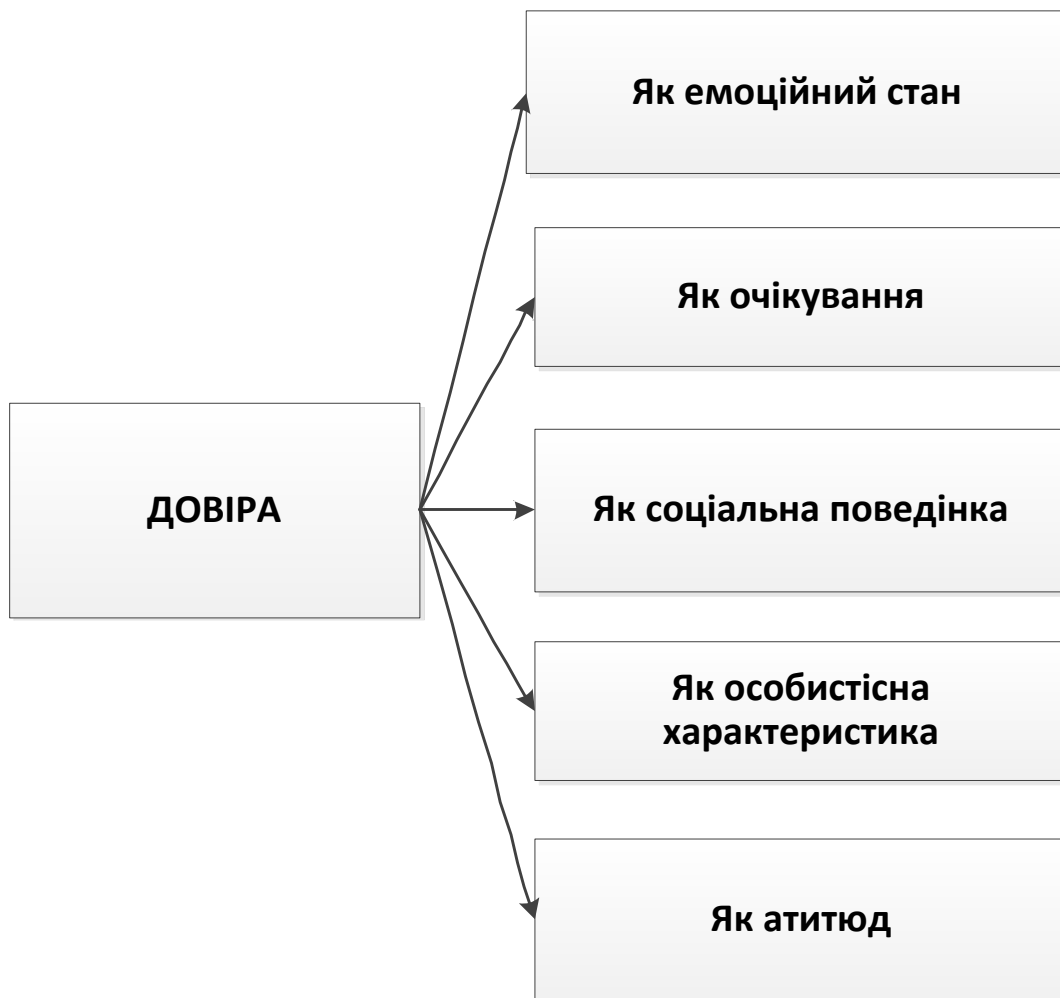 Як емоційний стан
Як очікування
ДОВІРА
Як соціальна поведінка
Як особистісна
характеристика
Як атитюд